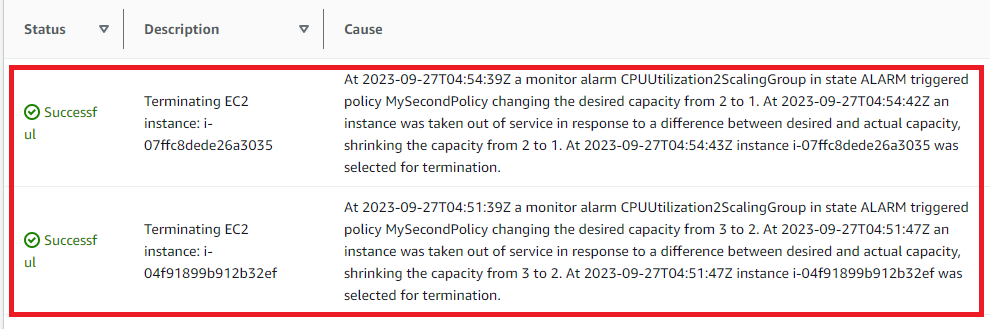 Status
Description
Cause
Successf
ul
Terminating EC2
instance: i-
07ffc8dede26a3035
At 2023-09-27T04:54:39Z a monitor alarm CPUUtilization2ScalingGroup in state ALARM triggered
policy MySecondPolicy changing the desired capacity from 2 to 1. At 2023-09-27T04:54:42Z an
instance was taken out of service in response to a difference between desired and actual capacity,
shrinking the capacity from 2 to 1. At 2023-09-27T04:54:43Z instance i-07ffc8dede26a3035 was
selected for termination.
Successf
ul
Terminating EC2
instance: i-
04f91899b912b32ef
At 2023-09-27T04:51:39Z a monitor alarm CPUUtilization2ScalingGroup in state ALARM triggered
policy MySecondPolicy changing the desired capacity from 3 to 2. At 2023-09-27T04:51:47Z an
instance was taken out of service in response to a difference between desired and actual capacity,
shrinking the capacity from 3 to 2. At 2023-09-27T04:51:47Z instance i-04f91899b912b32ef was
selected for termination.